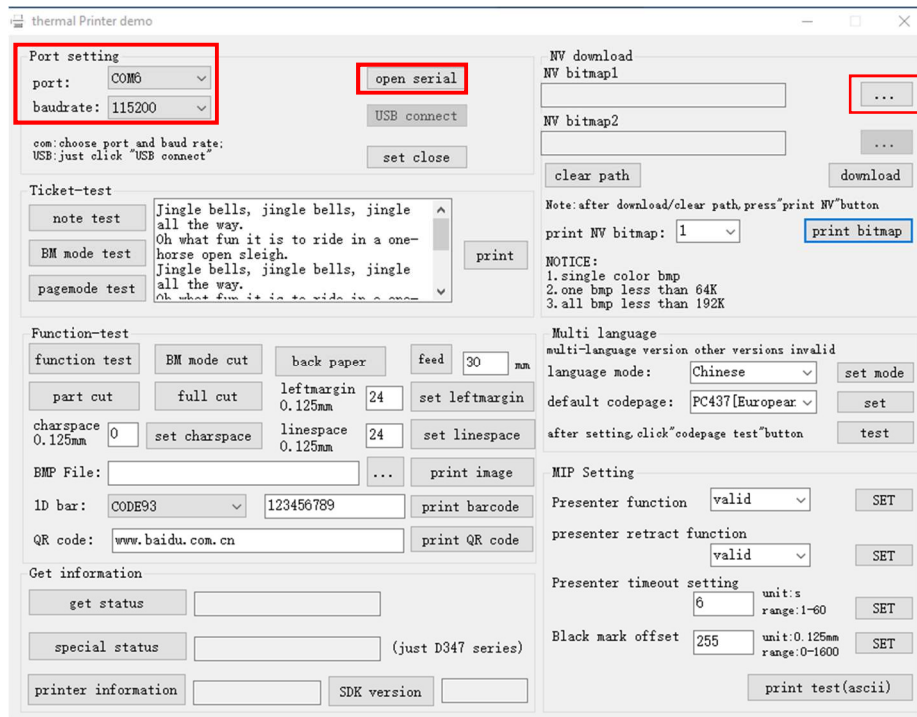 thermal Printer demo
Port setting
port: COM6
baudrate: 115200
open serial
USB connect
com:choose port and baud rate;
USB:just click "USB connect"
set close
NV download
NV bitmap1
...
NV bitmap2
...
clear path
download
Note:after download/clear path,press"print NV"button
print NV bitmap: 1
print bitmap
NOTICE:
1.single color bmp
2.one bmp less than 64K
3.all bmp less than 192K
Ticket-test
note test
BM mode test
pagemode test
Jingle bells, jingle bells, jingle
all the way.
Oh what fun it is to ride in a one-
horse open sleigh.
Jingle bells, jingle bells, jingle
all the way.
Oh what fun it is to ride in a one-
print
Function-test
function test
BM mode cut
back paper
feed 30 mm
part cut
full cut
leftmargin
0.125mm
24
set leftmargin
charspace
0.125mm
0
set charspace
linespace
0.125mm
24
set linespace
BMP File:
...
print image
1D bar: CODE93
123456789
print barcode
QR code: www.baidu.com.cn
print QR code
Get information
get status
special status
(just D347 series)
printer information
SDK version
Multi language
multi-language version other versions invalid
language mode: Chinese
set mode
default codepage: PC437[European
set
after setting,click"codepage test"button
test
MIP Setting
Presenter function valid
SET
presenter retract function
valid
SET
Presenter timeout setting
6
unit:s
range:1-60
SET
Black mark offset 255
unit:0.125mm
range:0-1600
SET
print test(ascii)